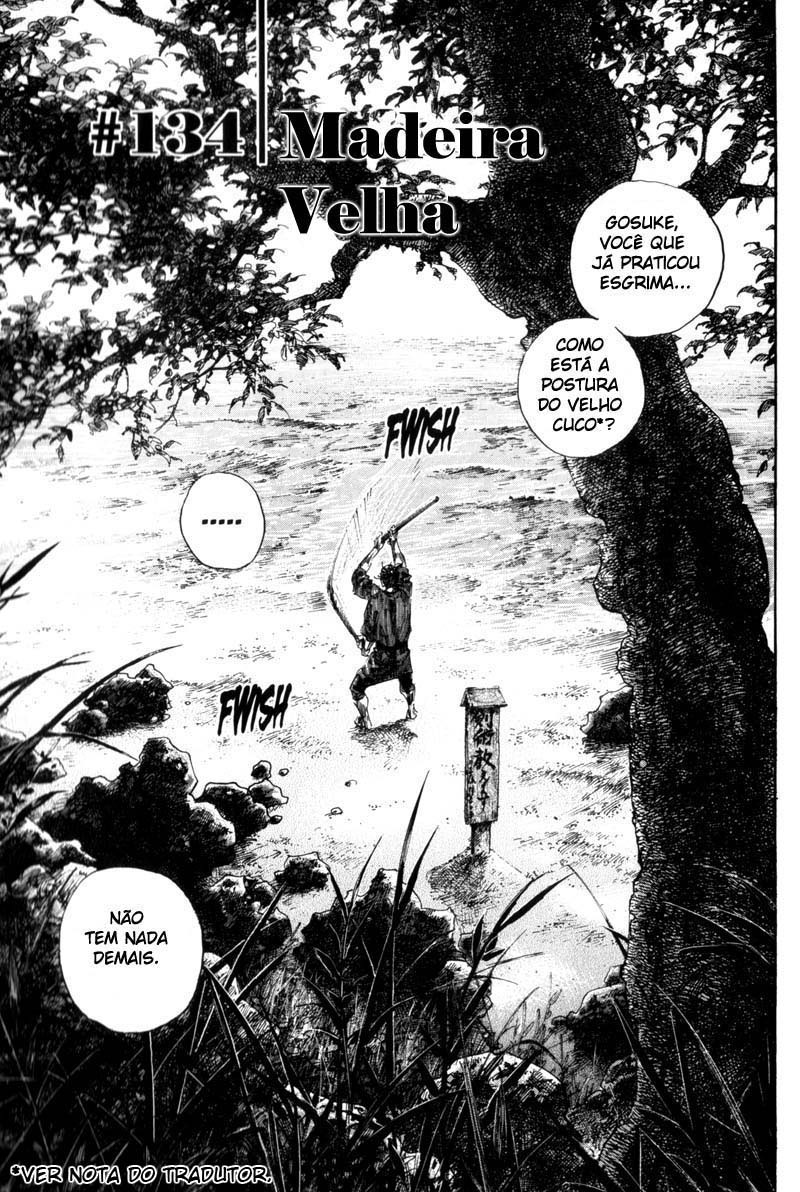 #134
Madeira
Velha
GOSUKE,
VOCÊ QUE
JÁ PRATICOU
ESGRIMA...
COMO
ESTÁ A
POSTURA
DO VELHO
CUCO*?
FWISH
.....
FWISH
NÃO
TEM NADA
DEMAIS.
*VER NOTA DO TRADUTOR.